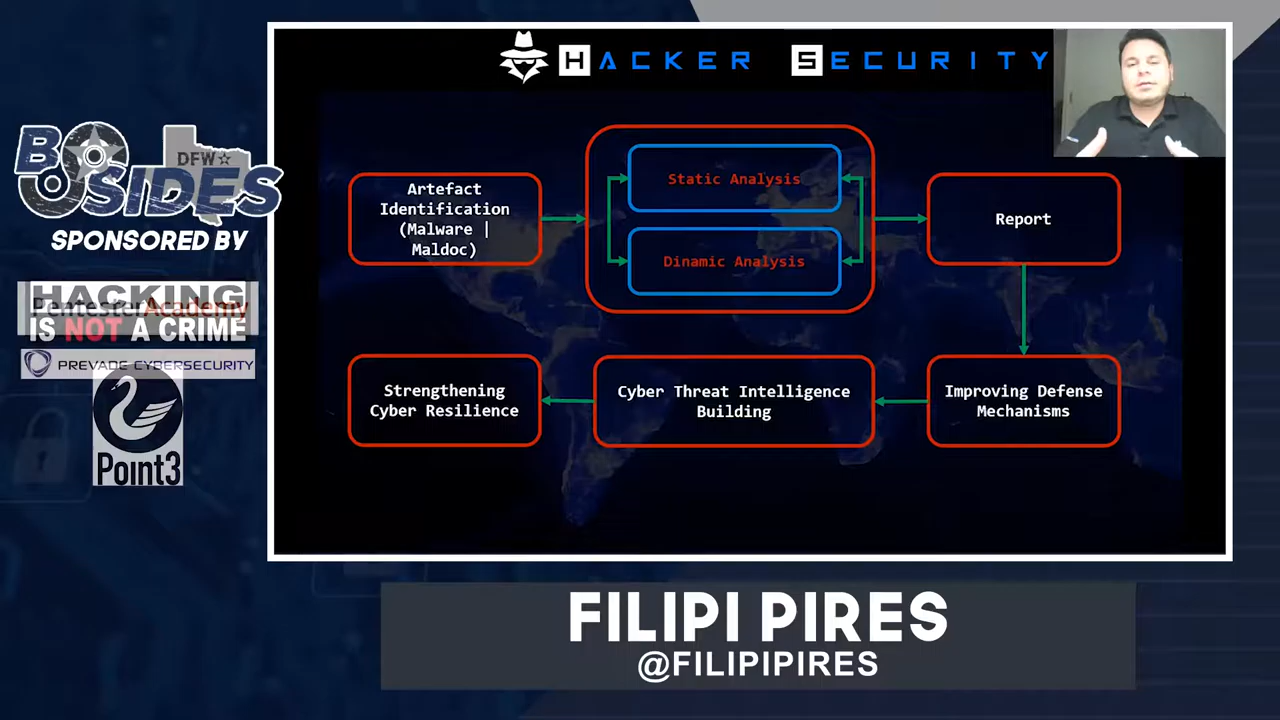 HACKER SECURITY
BSIDES
DFW
SPONSORED BY
PentesterAcademy
HACKING
IS NOT A CRIME
PREVADE CYBERSECURITY
Point3
Artefact
Identification
(Malware |
Maldoc)
Static Analysis
Dinamic Analysis
Report
Strengthening
Cyber Resilience
Cyber Threat Intelligence
Building
Improving Defense
Mechanisms
FILIPI PIRES
@FILIPIPIRES